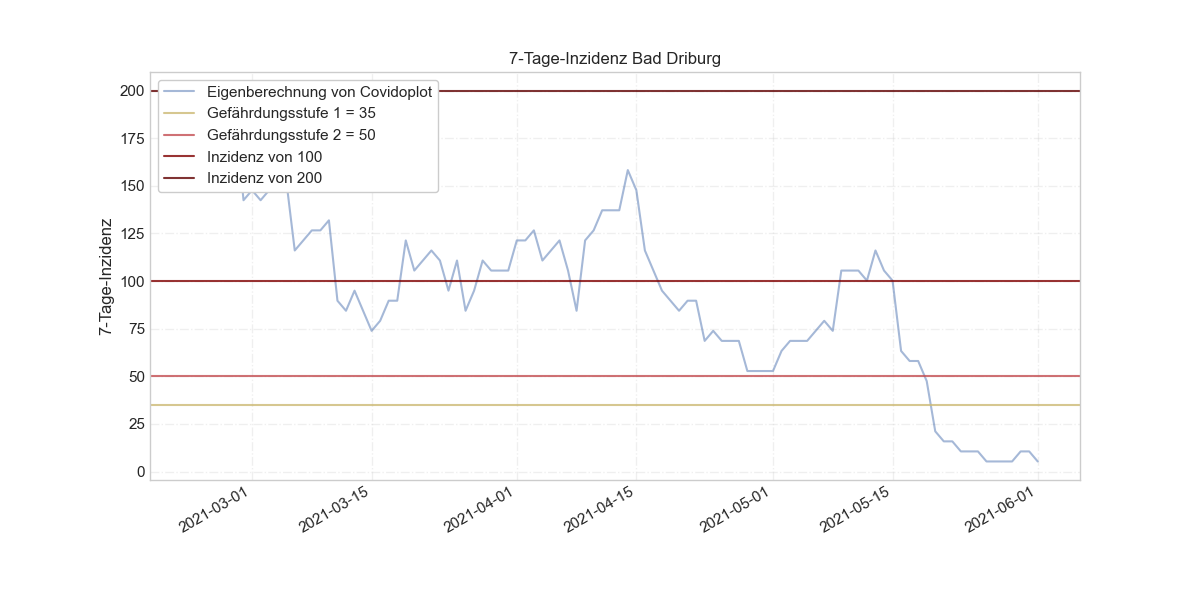 7-Tage-Inzidenz Bad Driburg
200
175
150
125
100
75
50
25
0
7-Tage-Inzidenz
Eigenberechnung von Covidoplot
Gefährdungsstufe 1 = 35
Gefährdungsstufe 2 = 50
Inzidenz von 100
Inzidenz von 200
2021-03-01
2021-03-15
2021-04-01
2021-04-15
2021-05-01
2021-05-15
2021-06-01